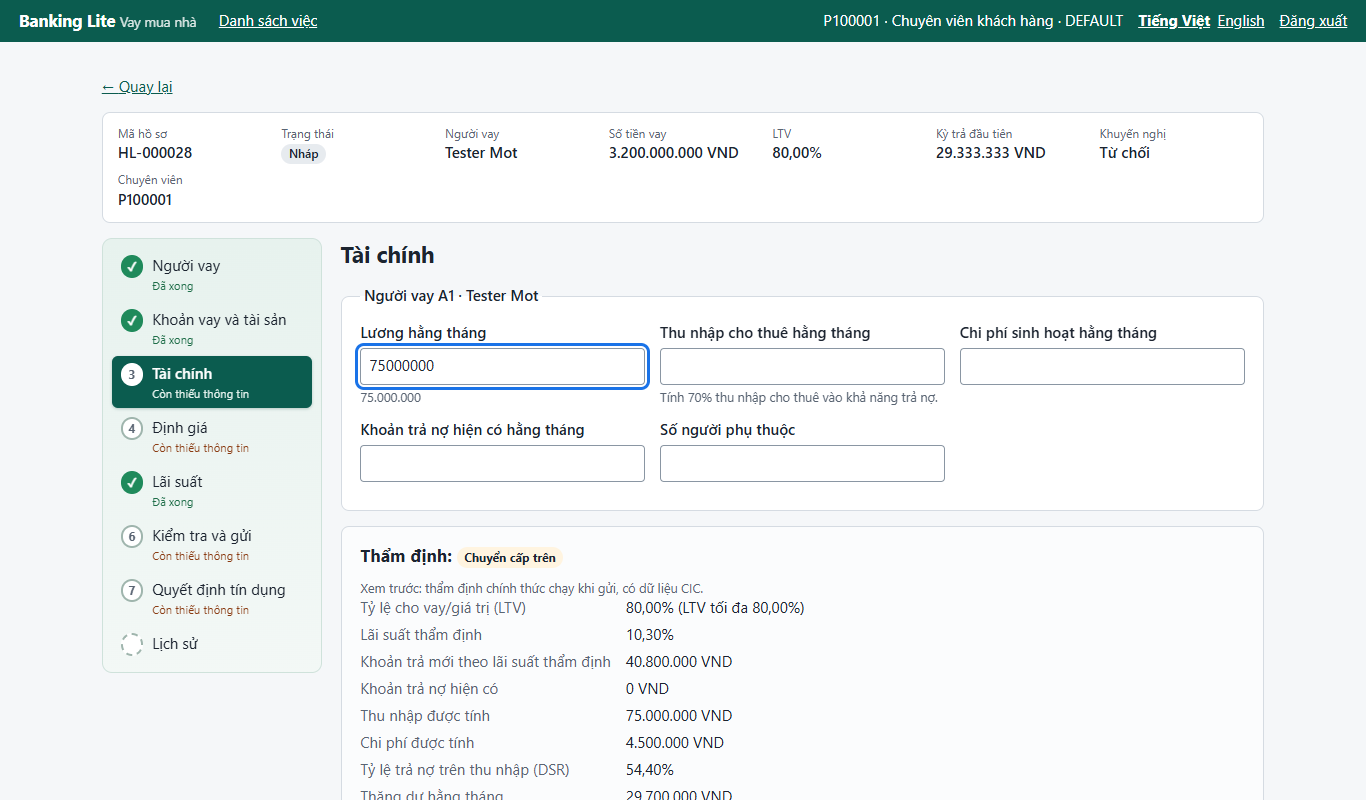 Banking Lite Vay mua nhà Danh sách việc P100001 · Chuyên viên khách hàng · DEFAULT Tiếng Việt English Đăng xuất
← Quay lại
Mã hồ sơ Trạng thái Người vay Số tiền vay LTV Kỳ trả đầu tiên Khuyến nghị
HL-000028 Nháp Tester Mot 3.200.000.000 VND 80,00% 29.333.333 VND Từ chối
Chuyên viên
P100001
Người vay
Đã xong
Khoản vay và tài sản
Đã xong
3 Tài chính
Còn thiếu thông tin
4 Định giá
Còn thiếu thông tin
Lãi suất
Đã xong
6 Kiểm tra và gửi
Còn thiếu thông tin
7 Quyết định tín dụng
Còn thiếu thông tin
Lịch sử
Tài chính
Người vay A1 · Tester Mot
Lương hằng tháng Thu nhập cho thuê hằng tháng Chi phí sinh hoạt hằng tháng
75000000
75.000.000 Tính 70% thu nhập cho thuê vào khả năng trả nợ.
Khoản trả nợ hiện có hằng tháng Số người phụ thuộc
Thẩm định: Chuyển cấp trên
Xem trước: thẩm định chính thức chạy khi gửi, có dữ liệu CIC.
Tỷ lệ cho vay/giá trị (LTV) 80,00% (LTV tối đa 80,00%)
Lãi suất thẩm định 10,30%
Khoản trả mới theo lãi suất thẩm định 40.800.000 VND
Khoản trả nợ hiện có 0 VND
Thu nhập được tính 75.000.000 VND
Chi phí được tính 4.500.000 VND
Tỷ lệ trả nợ trên thu nhập (DSR) 54,40%
Thặng dư hằng tháng 29.700.000 VND